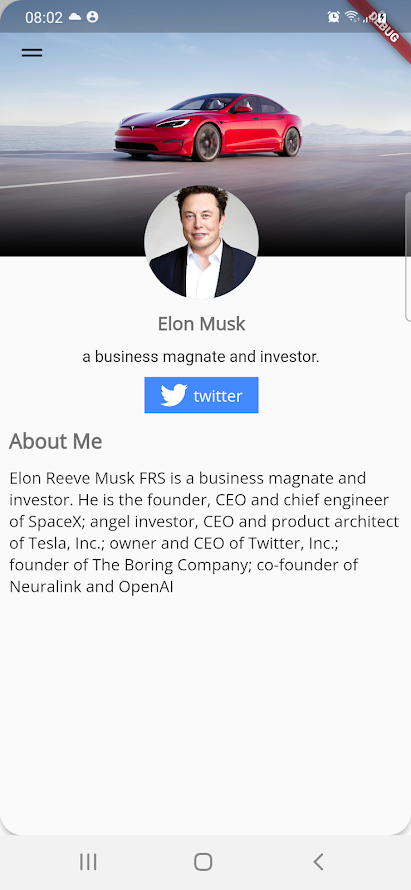 08:02
DEBUG
Elon Musk
a business magnate and investor.
twitter
About Me
Elon Reeve Musk FRS is a business magnate and
investor. He is the founder, CEO and chief engineer
of SpaceX; angel investor, CEO and product architect
of Tesla, Inc.; owner and CEO of Twitter, Inc.;
founder of The Boring Company; co-founder of
Neuralink and OpenAI